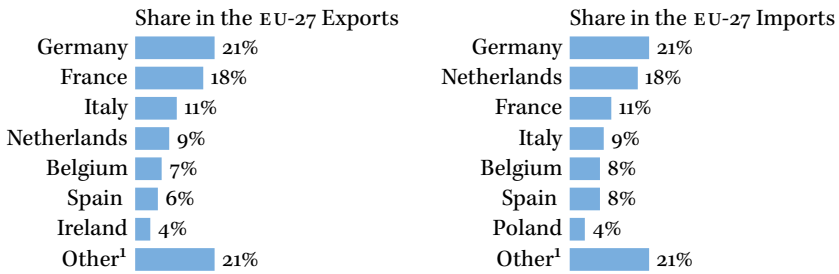 Share in the EU-27 Exports
Germany 21%
France 18%
Italy 11%
Netherlands 9%
Belgium 7%
Spain 6%
Ireland 4%
Other¹ 21%
Share in the EU-27 Imports
Germany 21%
Netherlands 18%
France 11%
Italy 9%
Belgium 8%
Spain 8%
Poland 4%
Other¹ 21%